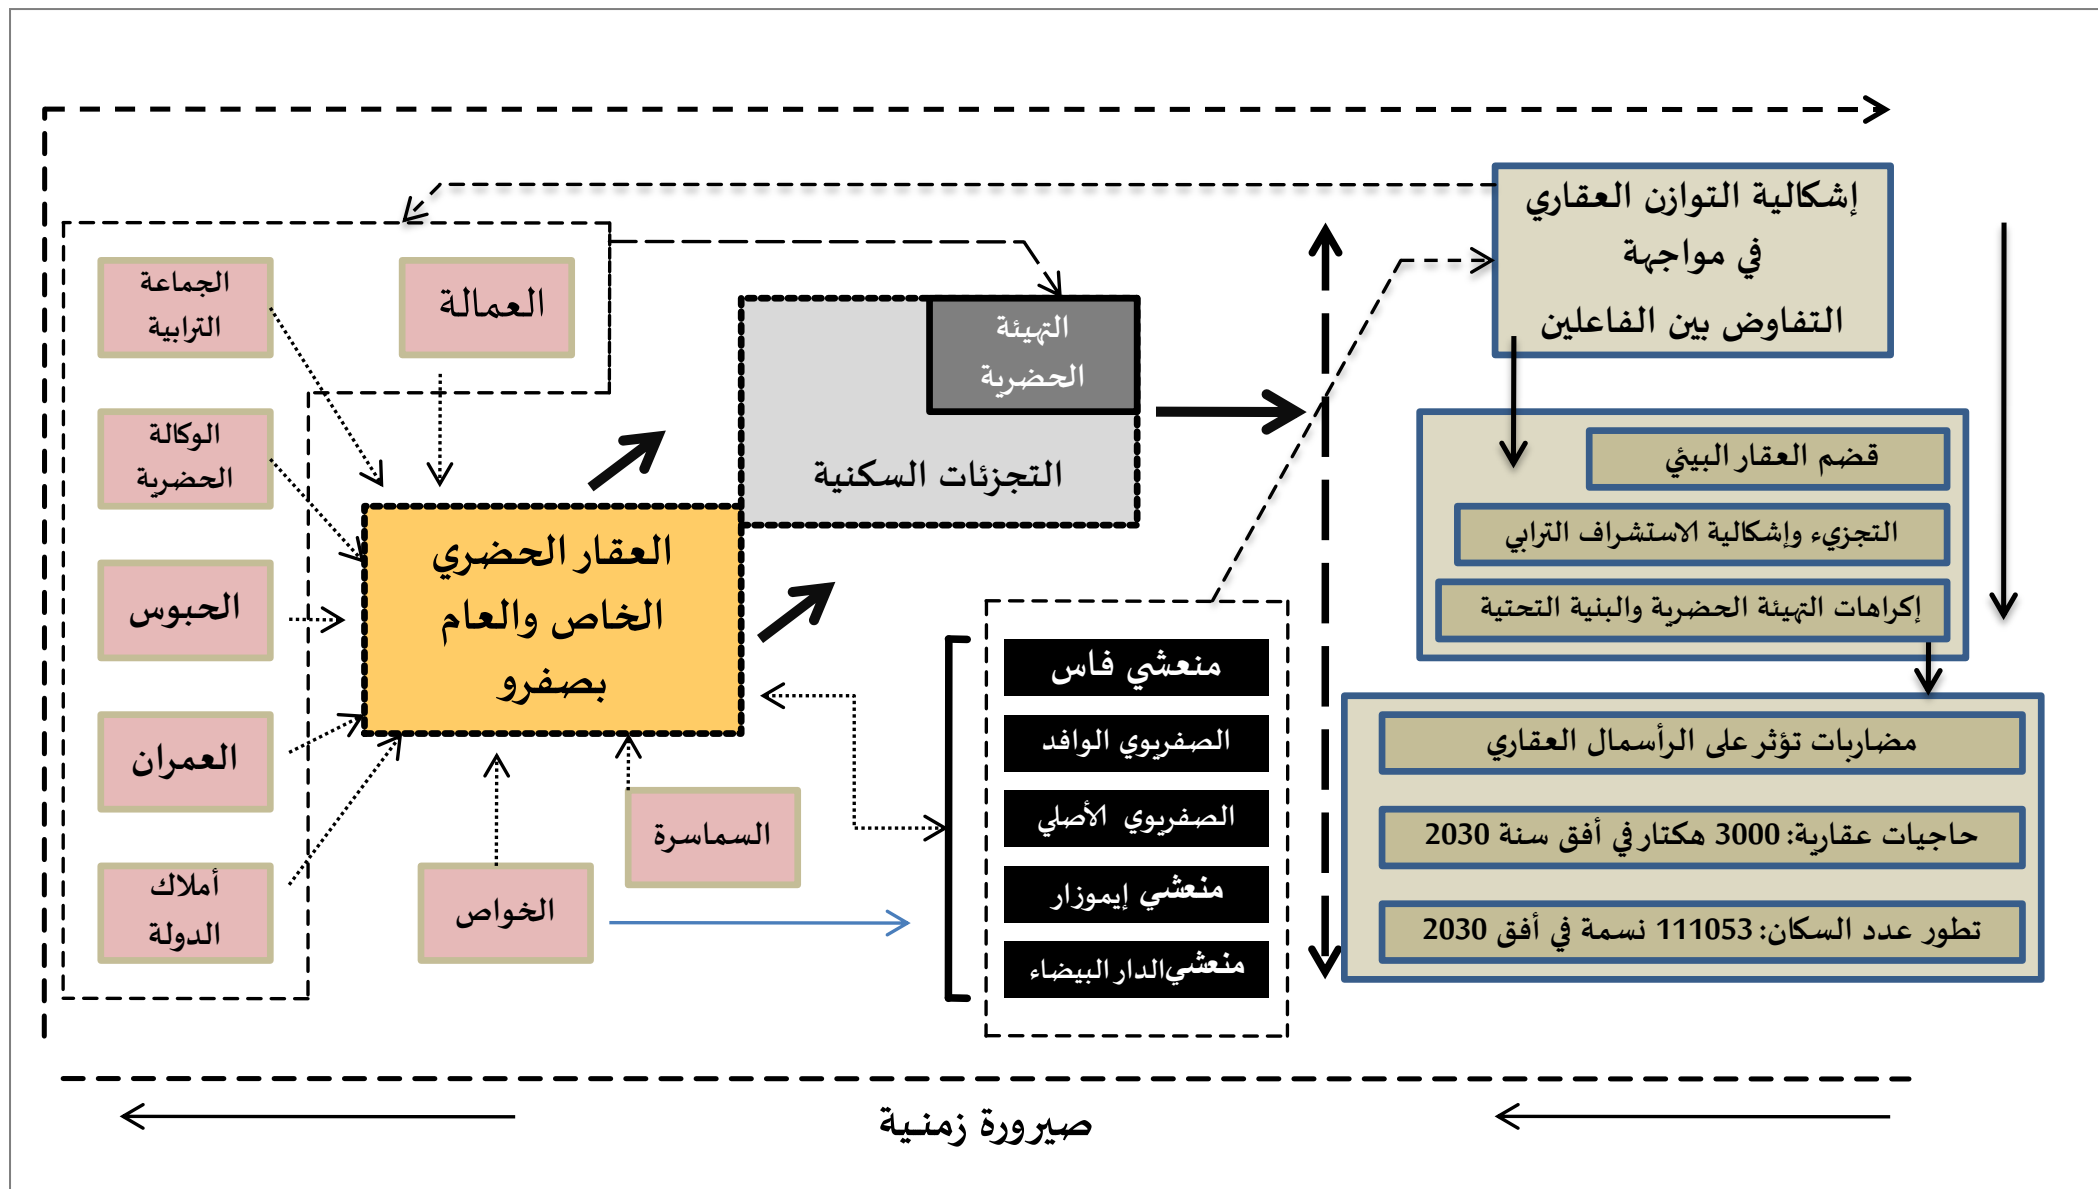 إشكالية التوازن العقاري
في مواجهة
التفاوض بين الفاعلين
قضم العقار البيئي
التجزيء وإشكالية الاستشراف الترابي
إكراهات التهيئة الحضرية والبنية التحتية
مضاربات تؤثر على الرأسمال العقاري
حاجيات عقارية: 3000 هكتار في أفق سنة 2030
تطور عدد السكان: 111053 نسمة في أفق 2030
التهيئة
الحضرية
التجزئات السكنية
منعشي فاس
الصفريوي الوافد
الصفريوي الأصلي
منعشي إيموزار
منعشي الدار البيضاء
العقار الحضري
الخاص والعام
بصفرو
السماسرة
الخواص
العمالة
الجماعة
الترابية
الوكالة
الحضرية
الحبوس
العمران
أملاك
الدولة
صيرورة زمنية